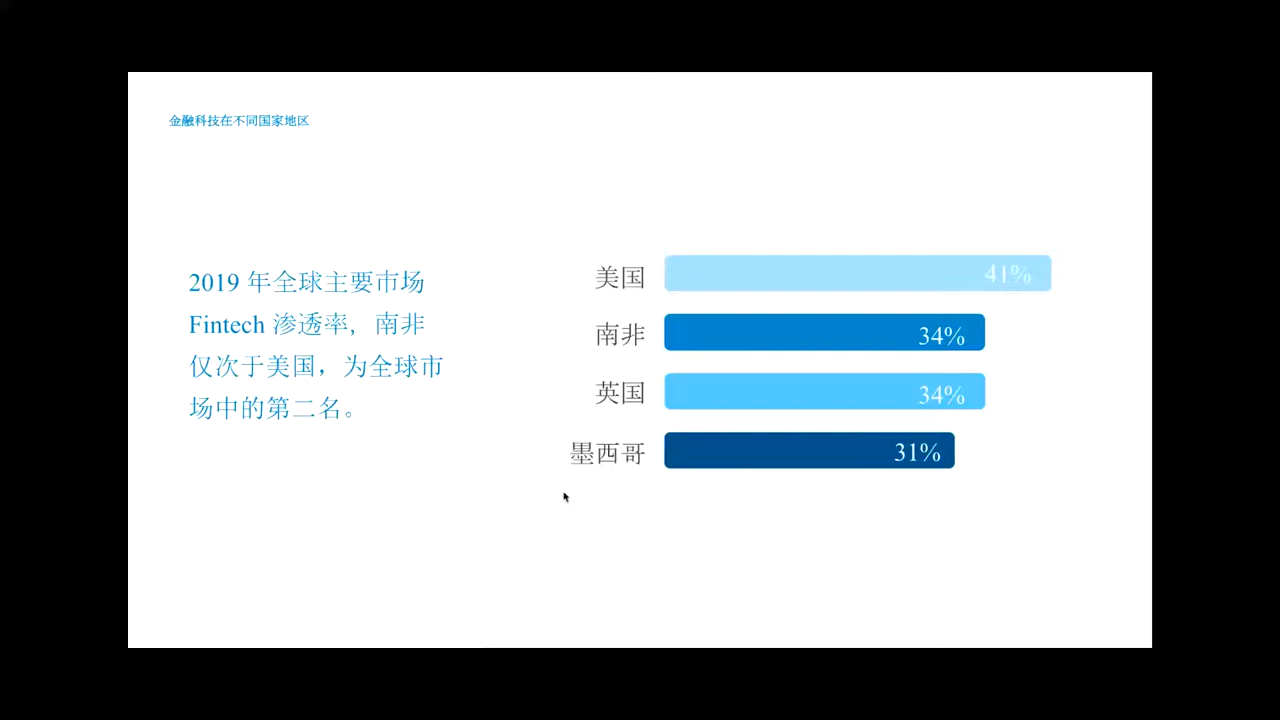 金融科技在不同国家地区
2019 年全球主要市场
Fintech 渗透率，南非
仅次于美国，为全球市
场中的第二名。
美国 41%
南非 34%
英国 34%
墨西哥 31%